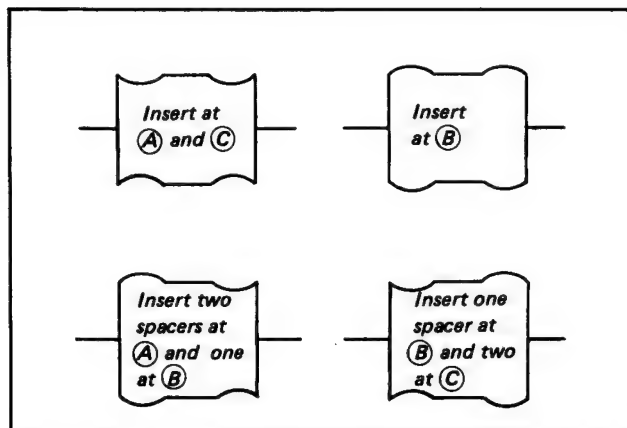 Insert at
Ⓐ and Ⓒ
Insert
at Ⓑ
Insert two
spacers at
Ⓐ and one
at Ⓑ
Insert one
spacer at
Ⓑ and two
at Ⓒ